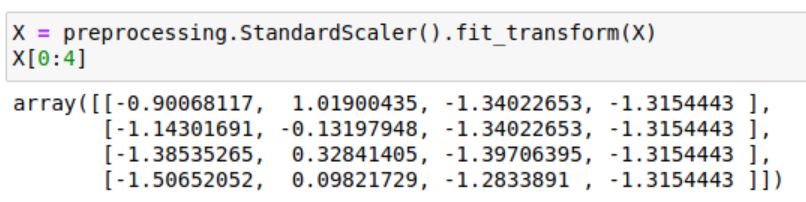 X = preprocessing.StandardScaler().fit_transform(X)
X[0:4]
array([[-0.90068117,  1.01900435, -1.34022653, -1.3154443 ],
       [-1.14301691, -0.13197948, -1.34022653, -1.3154443 ],
       [-1.38535265,  0.32841405, -1.39706395, -1.3154443 ],
       [-1.50652052,  0.09821729, -1.2833891 , -1.3154443 ]])